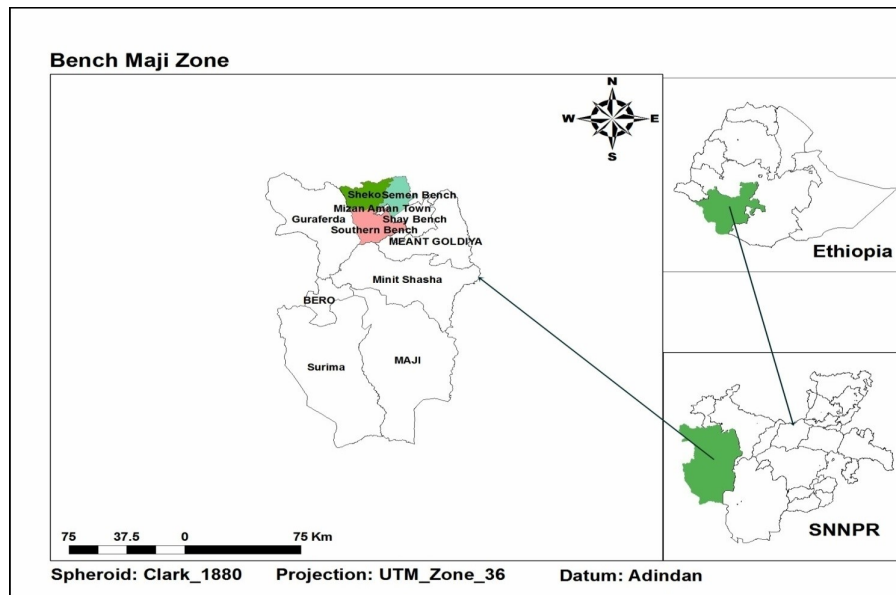 Bench Maji Zone
N
W E
S
Sheko Semen Bench
Mizan Aman Town
Guraferda Shay Bench
Southern Bench
MEANT GOLDIYA
Minit Shasha
BERO
Surima MAJI
75 37.5 0 75 Km
Spheroid: Clark_1880 Projection: UTM_Zone_36 Datum: Adindan
Ethiopia
SNNPR